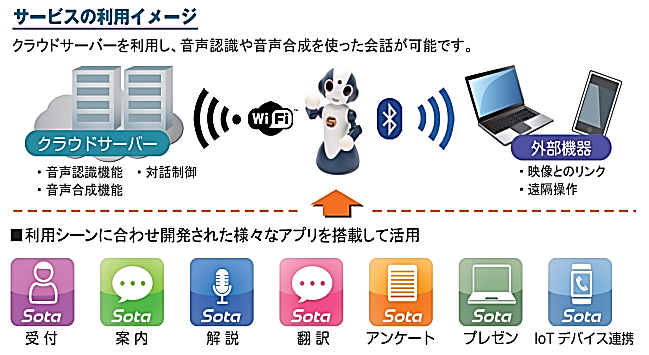 サービスの利用イメージ
クラウドサーバーを利用し、音声認識や音声合成を使った会話が可能です。
WiFi
S
クラウドサーバー
・音声認識機能 ・対話制御
・音声合成機能
外部機器
・映像とのリンク
・遠隔操作
■利用シーンに合わせ開発された様々なアプリを搭載して活用
Sota Sota Sota Sota Sota Sota Sota
受付 案内 解説 翻訳 アンケート プレゼン IoTデバイス連携